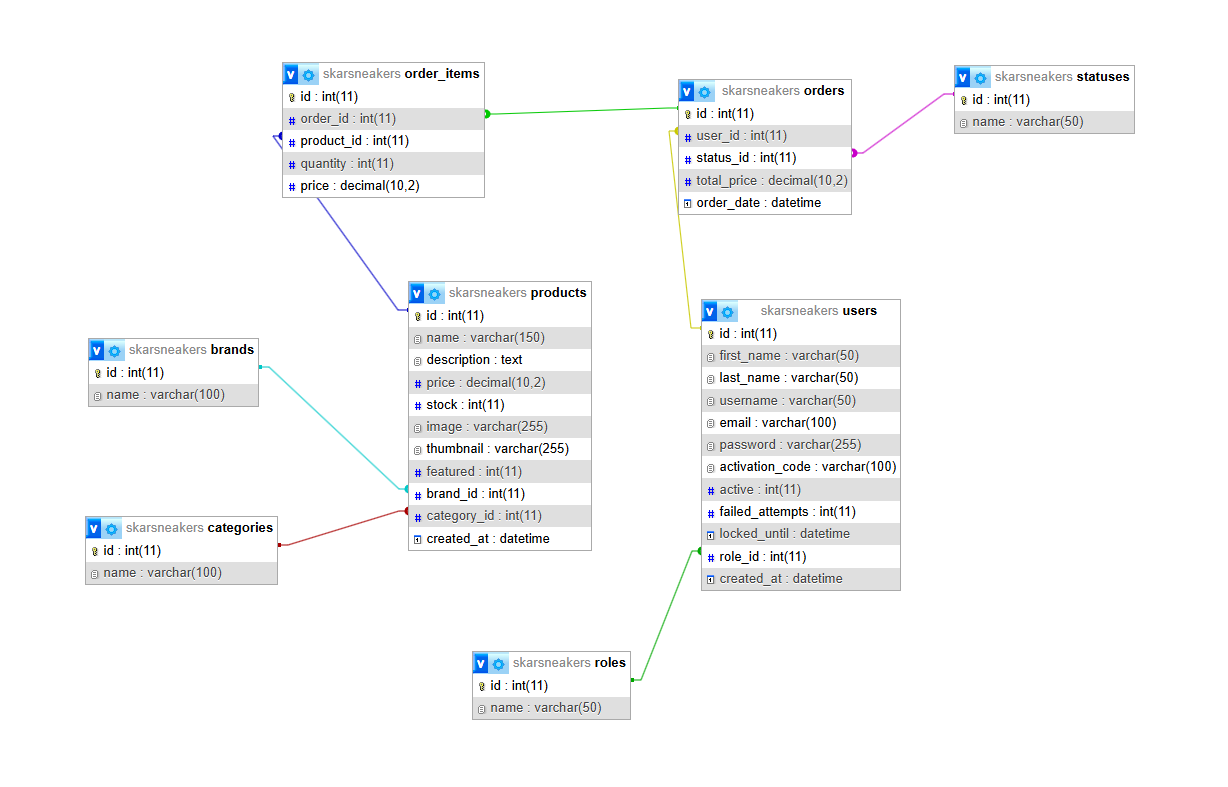 v skarsneakers order_items
id : int(11)
# order_id : int(11)
# product_id : int(11)
# quantity : int(11)
# price : decimal(10,2)
v skarsneakers orders
id : int(11)
# user_id : int(11)
# status_id : int(11)
# total_price : decimal(10,2)
order_date : datetime
v skarsneakers statuses
id : int(11)
name : varchar(50)
v skarsneakers products
id : int(11)
name : varchar(150)
description : text
# price : decimal(10,2)
# stock : int(11)
image : varchar(255)
thumbnail : varchar(255)
# featured : int(11)
# brand_id : int(11)
# category_id : int(11)
created_at : datetime
v skarsneakers users
id : int(11)
first_name : varchar(50)
last_name : varchar(50)
username : varchar(50)
email : varchar(100)
password : varchar(255)
activation_code : varchar(100)
# active : int(11)
# failed_attempts : int(11)
locked_until : datetime
# role_id : int(11)
created_at : datetime
v skarsneakers brands
id : int(11)
name : varchar(100)
v skarsneakers categories
id : int(11)
name : varchar(100)
v skarsneakers roles
id : int(11)
name : varchar(50)